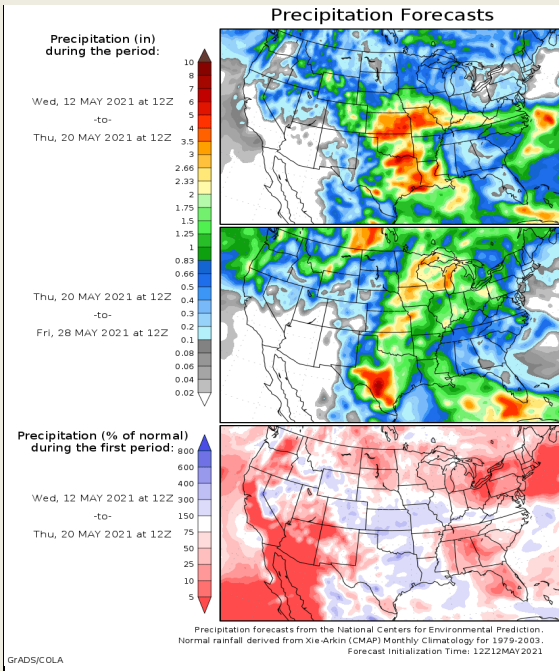 Precipitation Forecasts
Precipitation (in)
during the period:
Wed, 12 MAY 2021 at 12Z
-to-
Thu, 20 MAY 2021 at 12Z
10
8
7
6
5
4
3.5
3
2.66
2.33
2
1.75
1.5
1.25
1
0.83
0.66
0.5
0.4
0.3
0.2
0.1
0.08
0.06
0.04
0.02
Thu, 20 MAY 2021 at 12Z
-to-
Fri, 28 MAY 2021 at 12Z
Precipitation (% of normal)
during the first period:
Wed, 12 MAY 2021 at 12Z
-to-
Thu, 20 MAY 2021 at 12Z
800
600
400
300
150
75
50
25
10
5
Precipitation forecasts from the National Centers for Environmental Prediction.
Normal rainfall derived from Xie-Arkin (CMAP) Monthly Climatology for 1979-2003.
Forecast Initialization Time: 12Z12MAY2021
GrADS/COLA